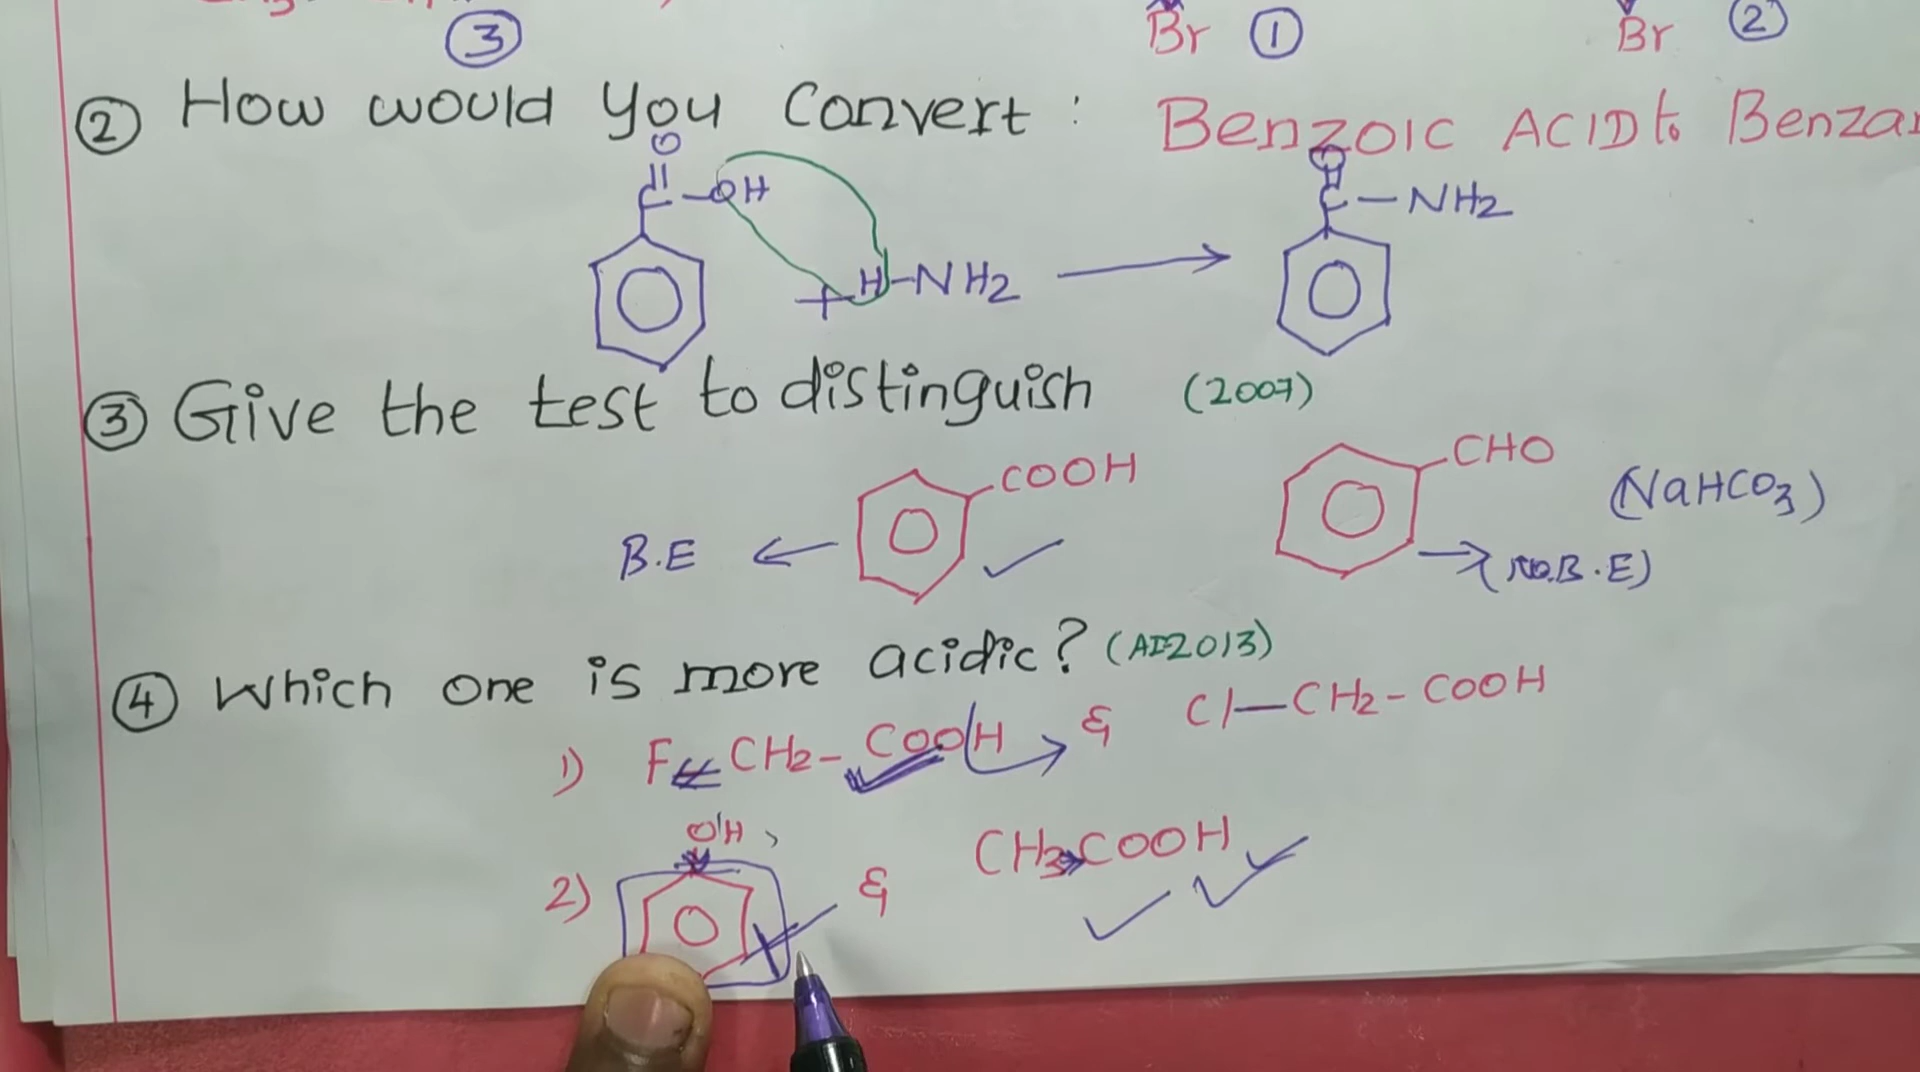 ③ Br ① Br ②
② How would you convert : Benzoic ACID to
O O
C-OH C-NH2
+ H-NH2
③ Give the test to distinguish (2007)
COOH CHO (NaHCO3)
B.E (NO.B.E)
④ Which one is more acidic? (AI2013)
1) F CH2-COOH & Cl-CH2-COOH
OH
2) & CH3COOH